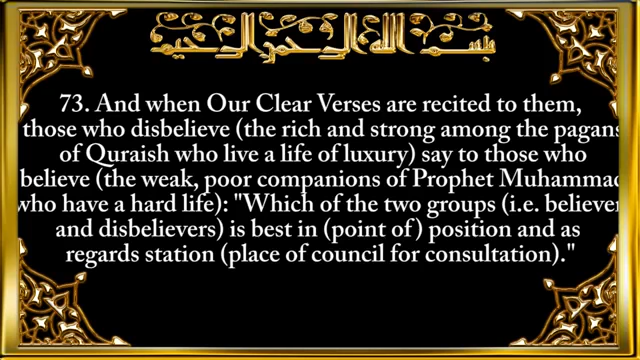 بسم الله الرحمن الرحيم
73. And when Our Clear Verses are recited to them,
those who disbelieve (the rich and strong among the pagans
of Quraish who live a life of luxury) say to those who
believe (the weak, poor companions of Prophet Muhammad
who have a hard life): "Which of the two groups (i.e. believer
and disbelievers) is best in (point of) position and as
regards station (place of council for consultation)."